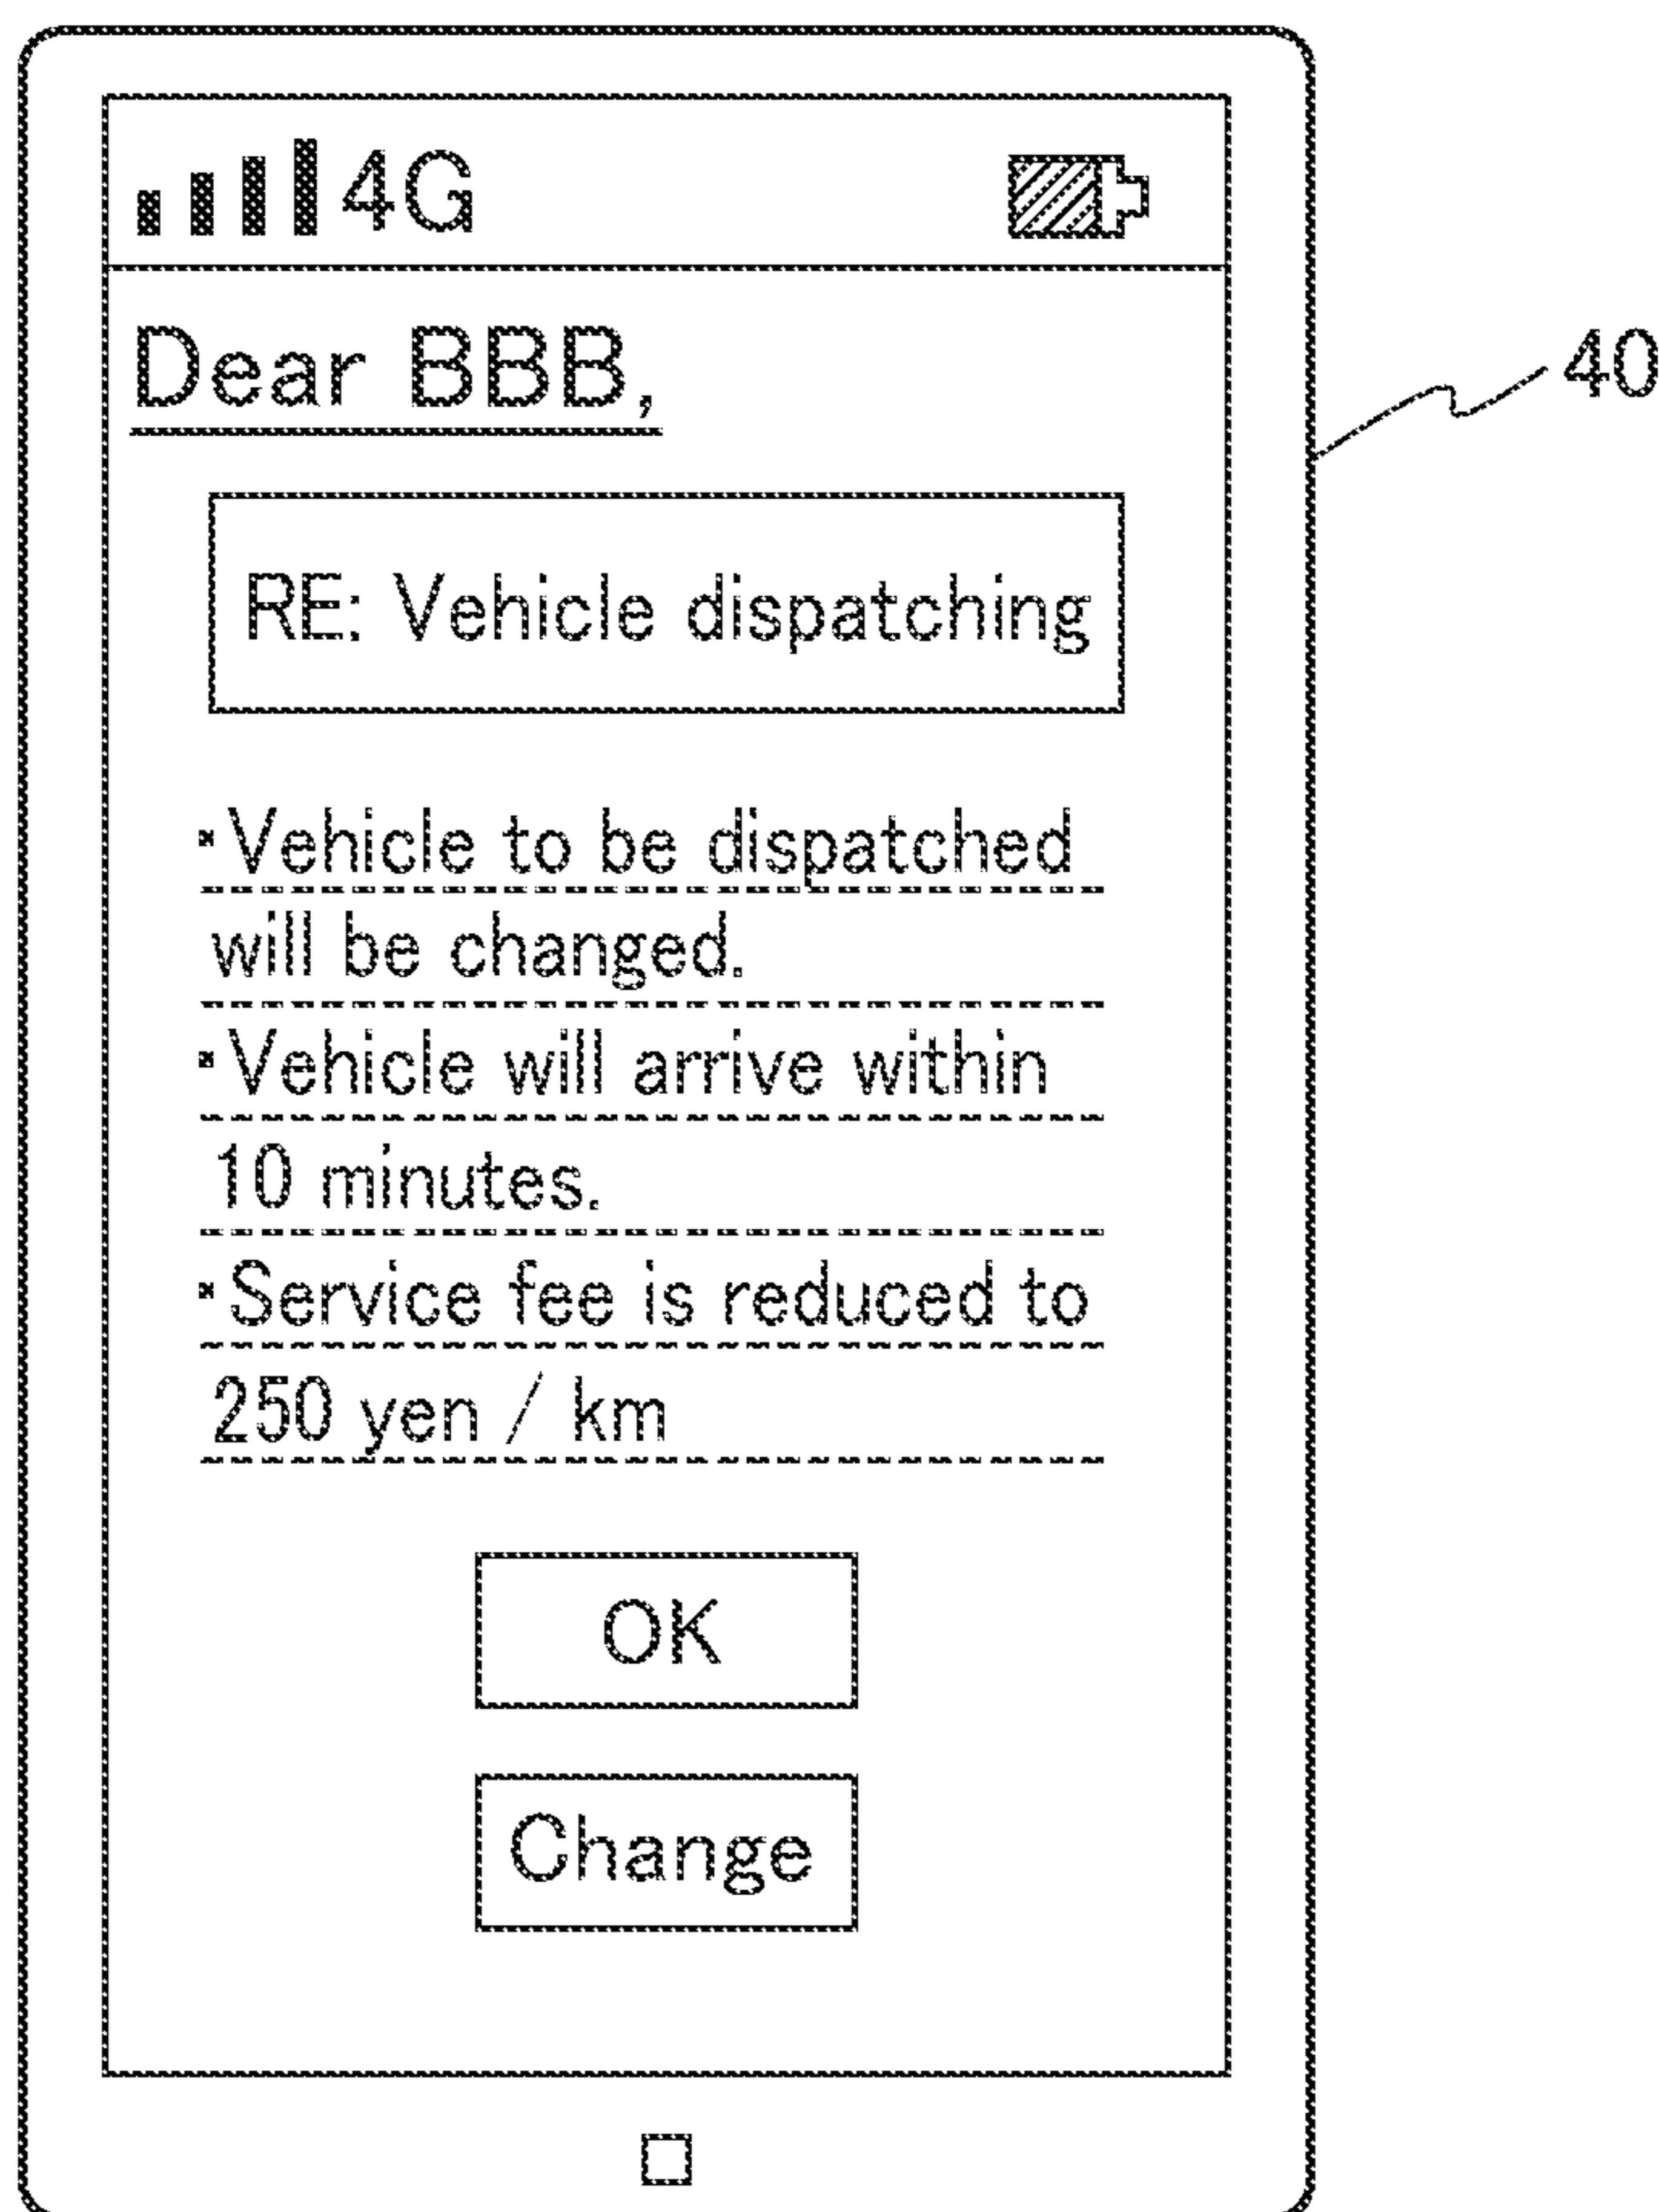 4G
Dear BBB,
40
RE: Vehicle dispatching
・Vehicle to be dispatched
will be changed.
・Vehicle will arrive within
10 minutes.
・Service fee is reduced to
250 yen / km
OK
Change